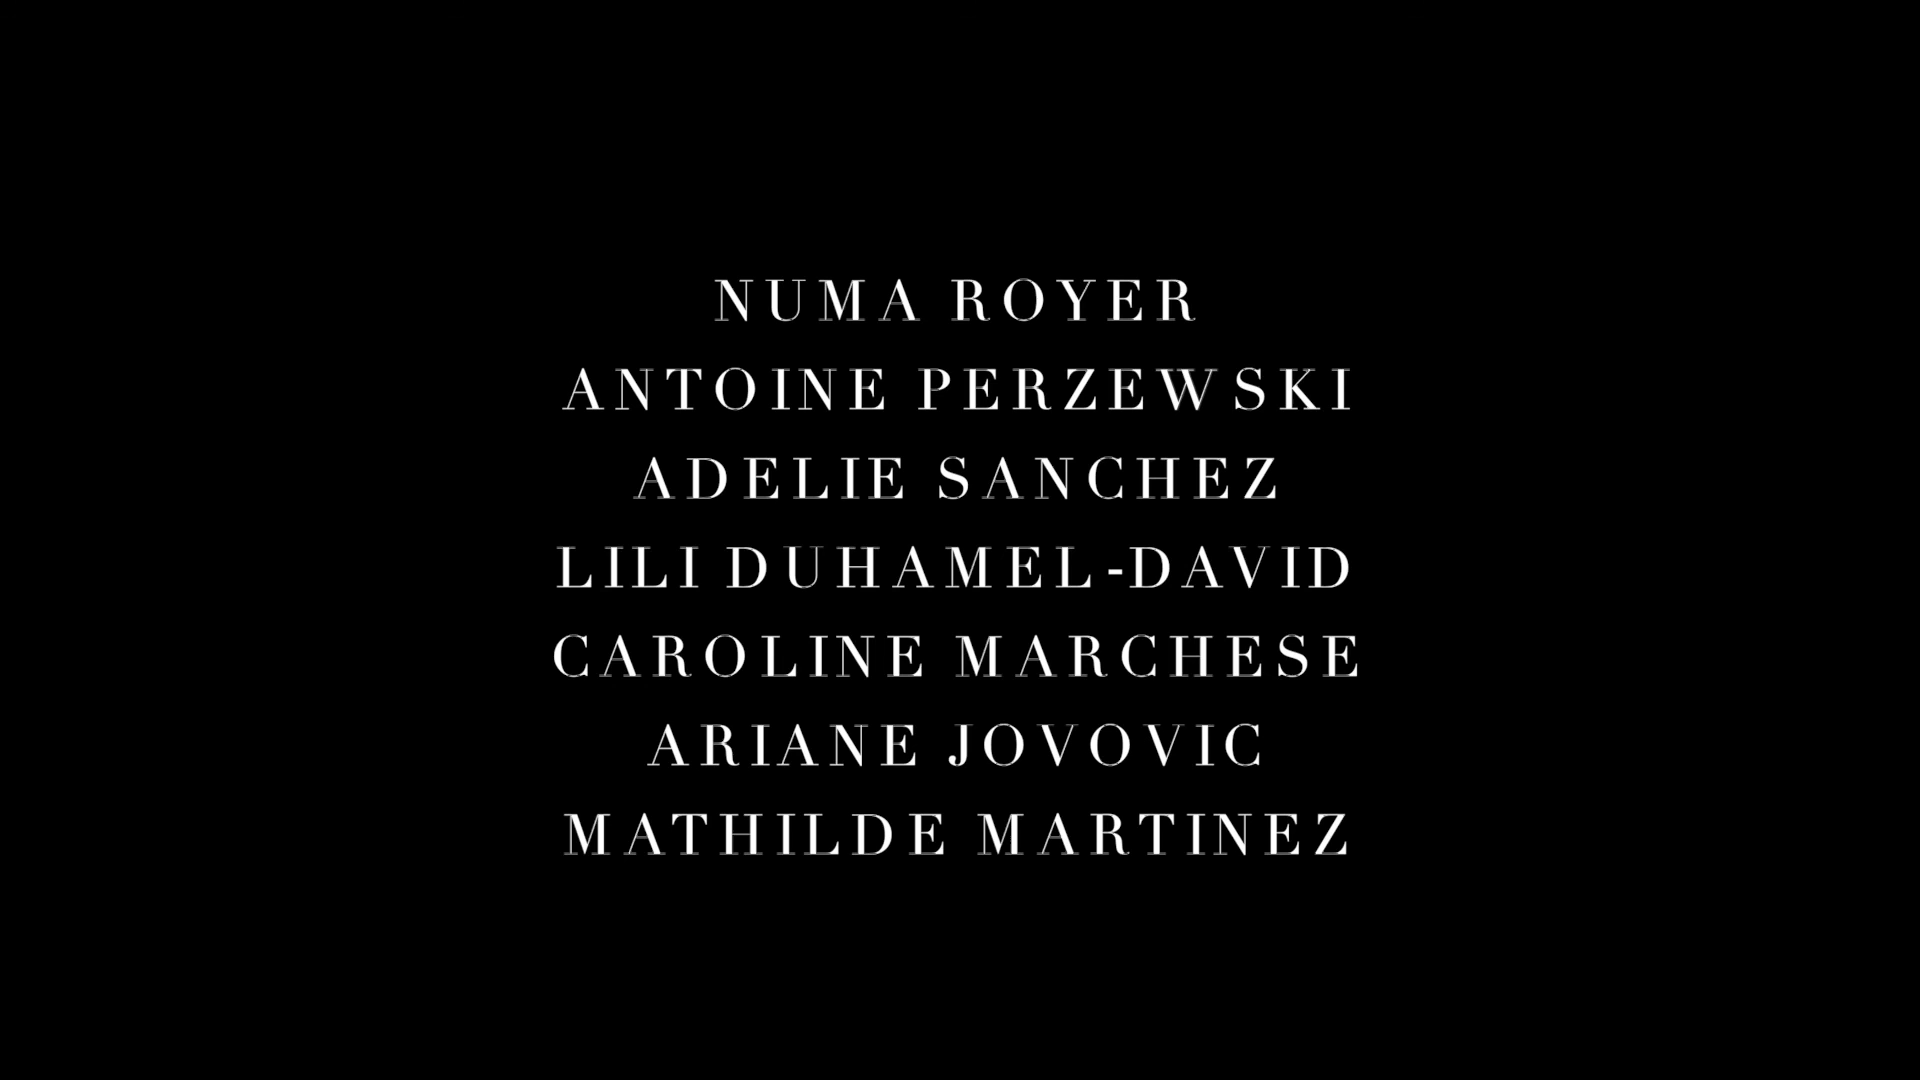 NUMA ROYER
ANTOINE PERZEWSKI
ADELIE SANCHEZ
LILI DUHAMEL-DAVID
CAROLINE MARCHESE
ARIANE JOVOVIC
MATHILDE MARTINEZ